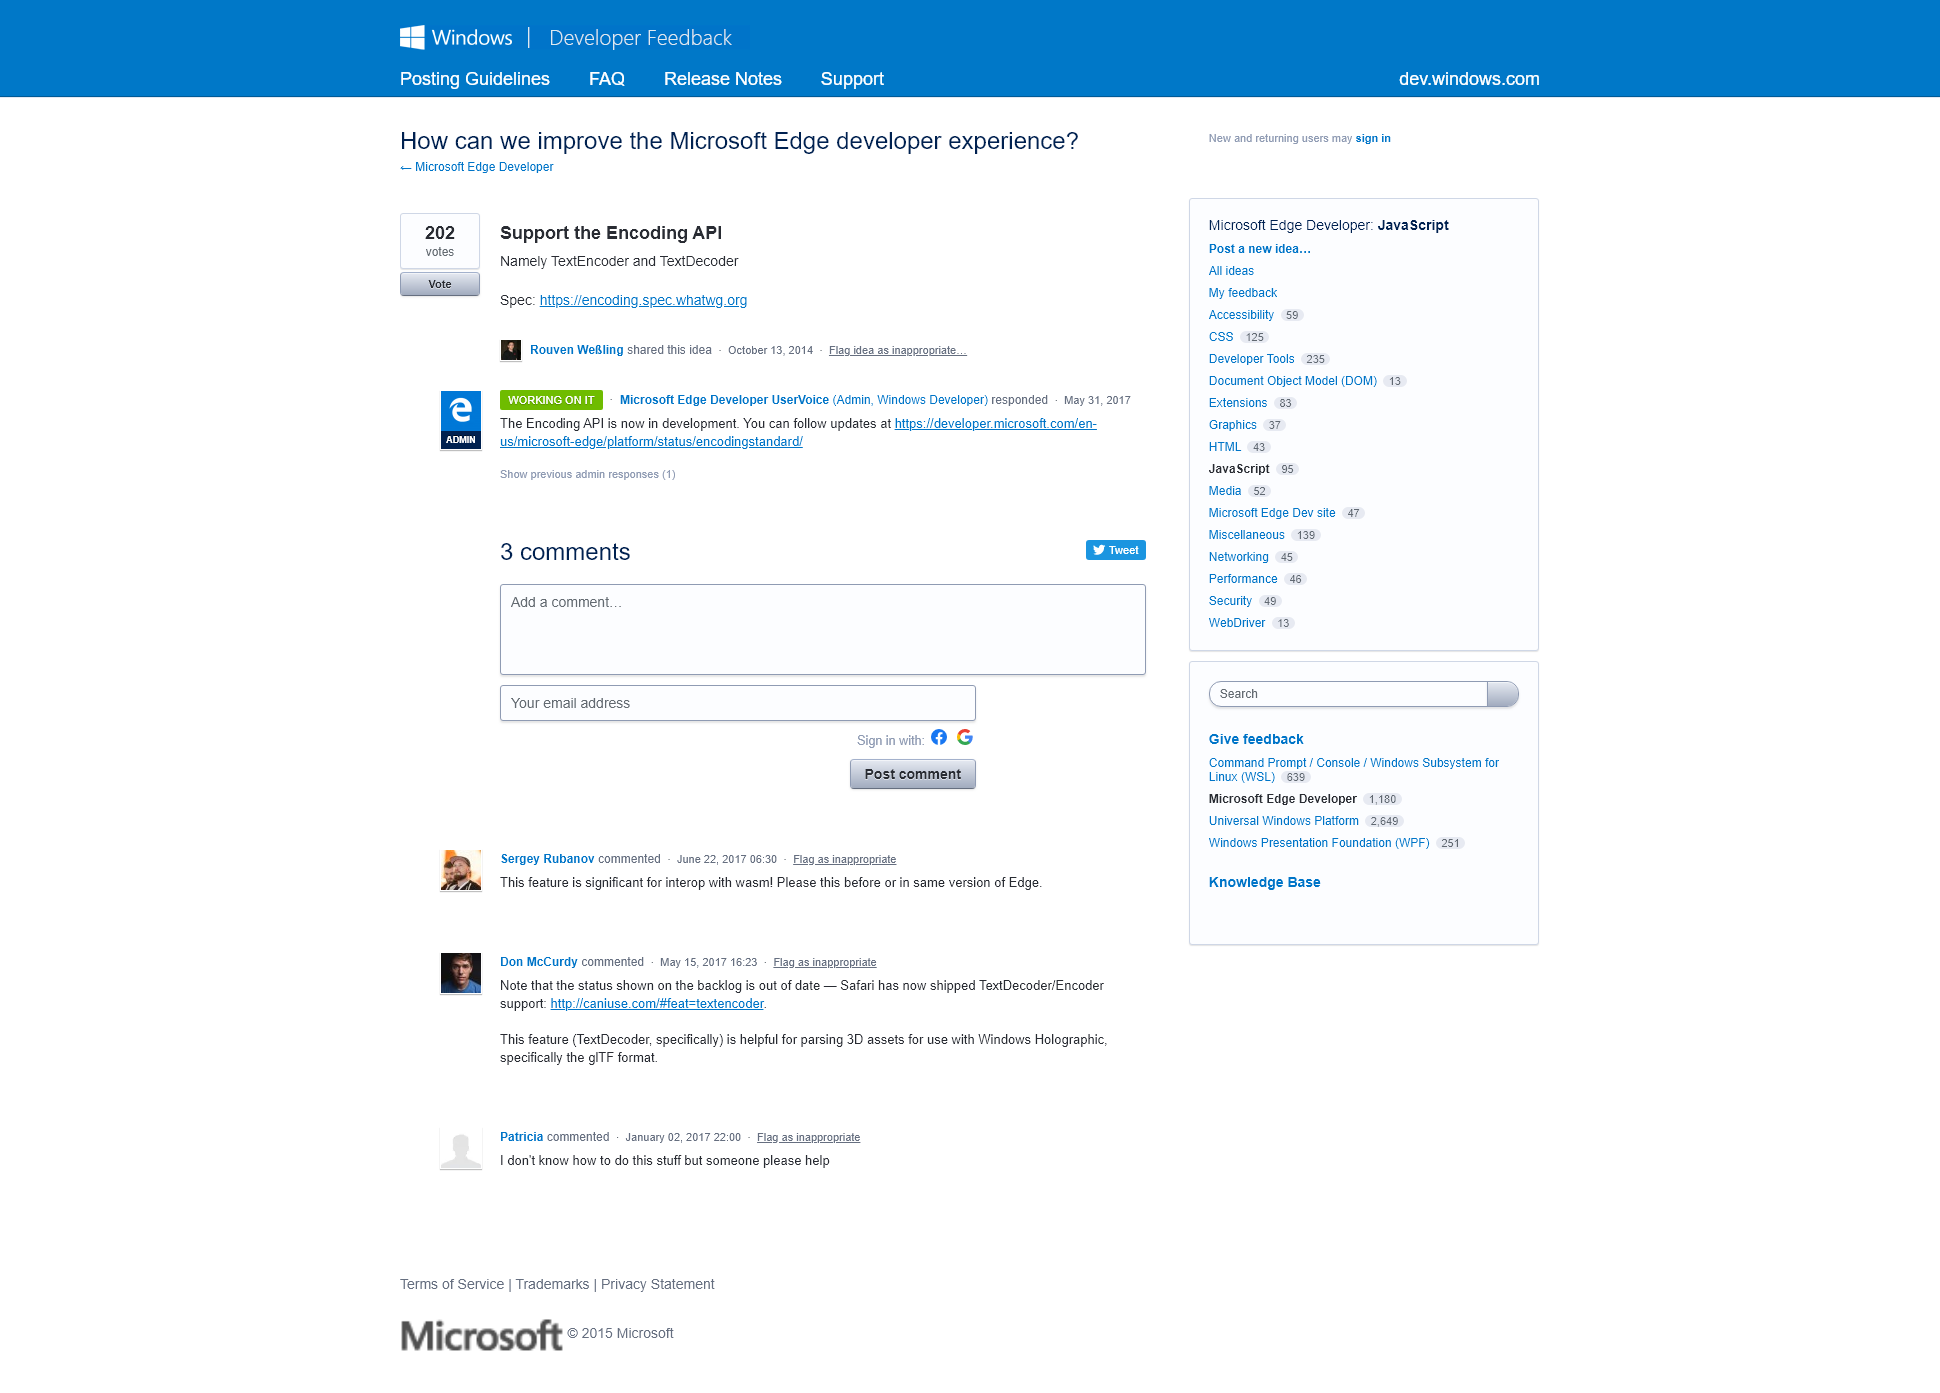 Windows | Developer Feedback
Posting Guidelines FAQ Release Notes Support dev.windows.com
How can we improve the Microsoft Edge developer experience?
← Microsoft Edge Developer
New and returning users may sign in
202
votes
Vote
Support the Encoding API
Namely TextEncoder and TextDecoder
Spec: https://encoding.spec.whatwg.org
Rouven Weßling shared this idea · October 13, 2014 · Flag idea as inappropriate…
ADMIN
WORKING ON IT · Microsoft Edge Developer UserVoice (Admin, Windows Developer) responded · May 31, 2017
The Encoding API is now in development. You can follow updates at https://developer.microsoft.com/en-
us/microsoft-edge/platform/status/encodingstandard/
Show previous admin responses (1)
3 comments
Tweet
Add a comment…
Your email address
Sign in with:
Post comment
Sergey Rubanov commented · June 22, 2017 06:30 · Flag as inappropriate
This feature is significant for interop with wasm! Please this before or in same version of Edge.
Don McCurdy commented · May 15, 2017 16:23 · Flag as inappropriate
Note that the status shown on the backlog is out of date — Safari has now shipped TextDecoder/Encoder
support: http://caniuse.com/#feat=textencoder.
This feature (TextDecoder, specifically) is helpful for parsing 3D assets for use with Windows Holographic,
specifically the glTF format.
Patricia commented · January 02, 2017 22:00 · Flag as inappropriate
I don't know how to do this stuff but someone please help
Microsoft Edge Developer: JavaScript
Post a new idea…
All ideas
My feedback
Accessibility 59
CSS 125
Developer Tools 235
Document Object Model (DOM) 13
Extensions 83
Graphics 37
HTML 43
JavaScript 95
Media 52
Microsoft Edge Dev site 47
Miscellaneous 139
Networking 45
Performance 46
Security 49
WebDriver 13
Search
Give feedback
Command Prompt / Console / Windows Subsystem for
Linux (WSL) 639
Microsoft Edge Developer 1,180
Universal Windows Platform 2,649
Windows Presentation Foundation (WPF) 251
Knowledge Base
Terms of Service | Trademarks | Privacy Statement
Microsoft © 2015 Microsoft